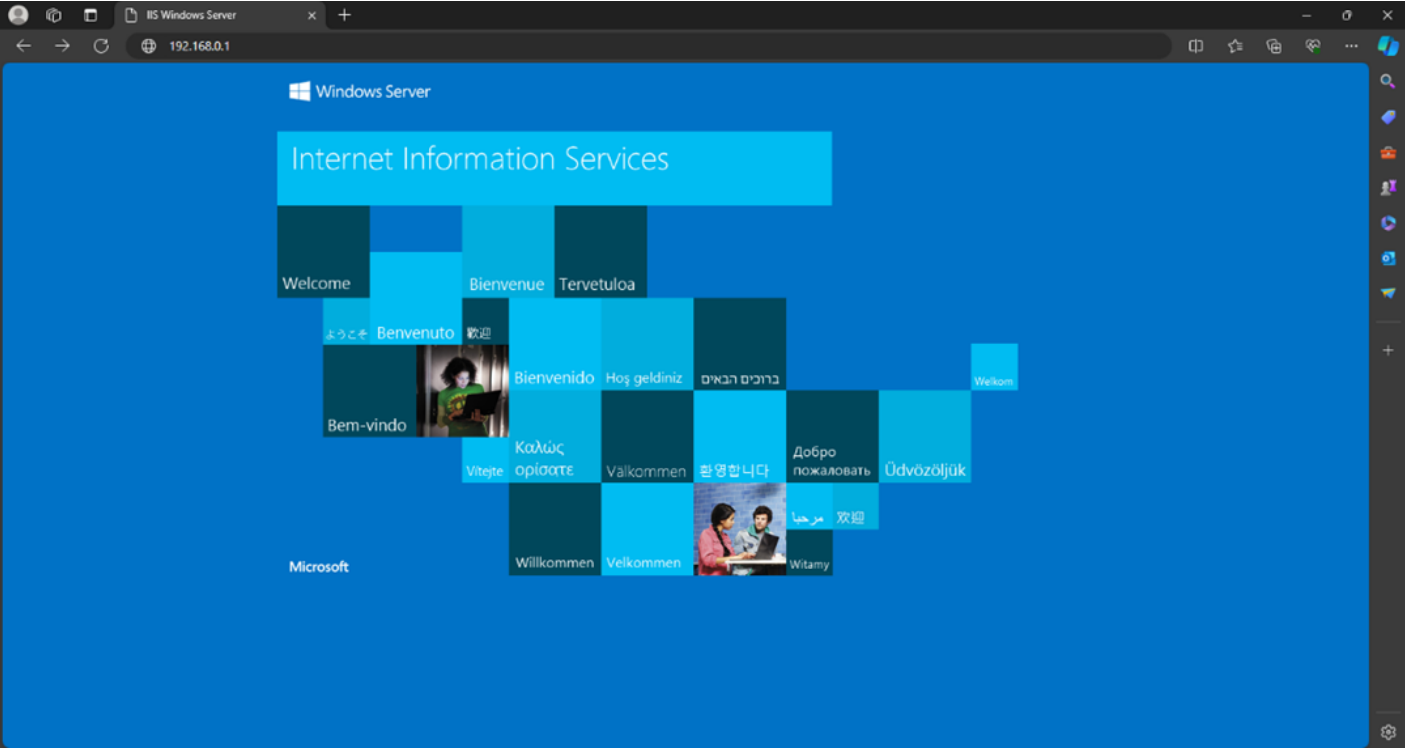 IIS Windows Server
192.168.0.1
Windows Server
Internet Information Services
Welcome
Bienvenue
Tervetuloa
ようこそ
Benvenuto
歡迎
Bienvenido
Hoş geldiniz
ברוכים הבאים
Welkom
Bem-vindo
Vítejte
Καλώς
ορίσατε
Välkommen
환영합니다
Добро
пожаловать
Üdvözöljük
مرحبا
欢迎
Willkommen
Velkommen
Witamy
Microsoft